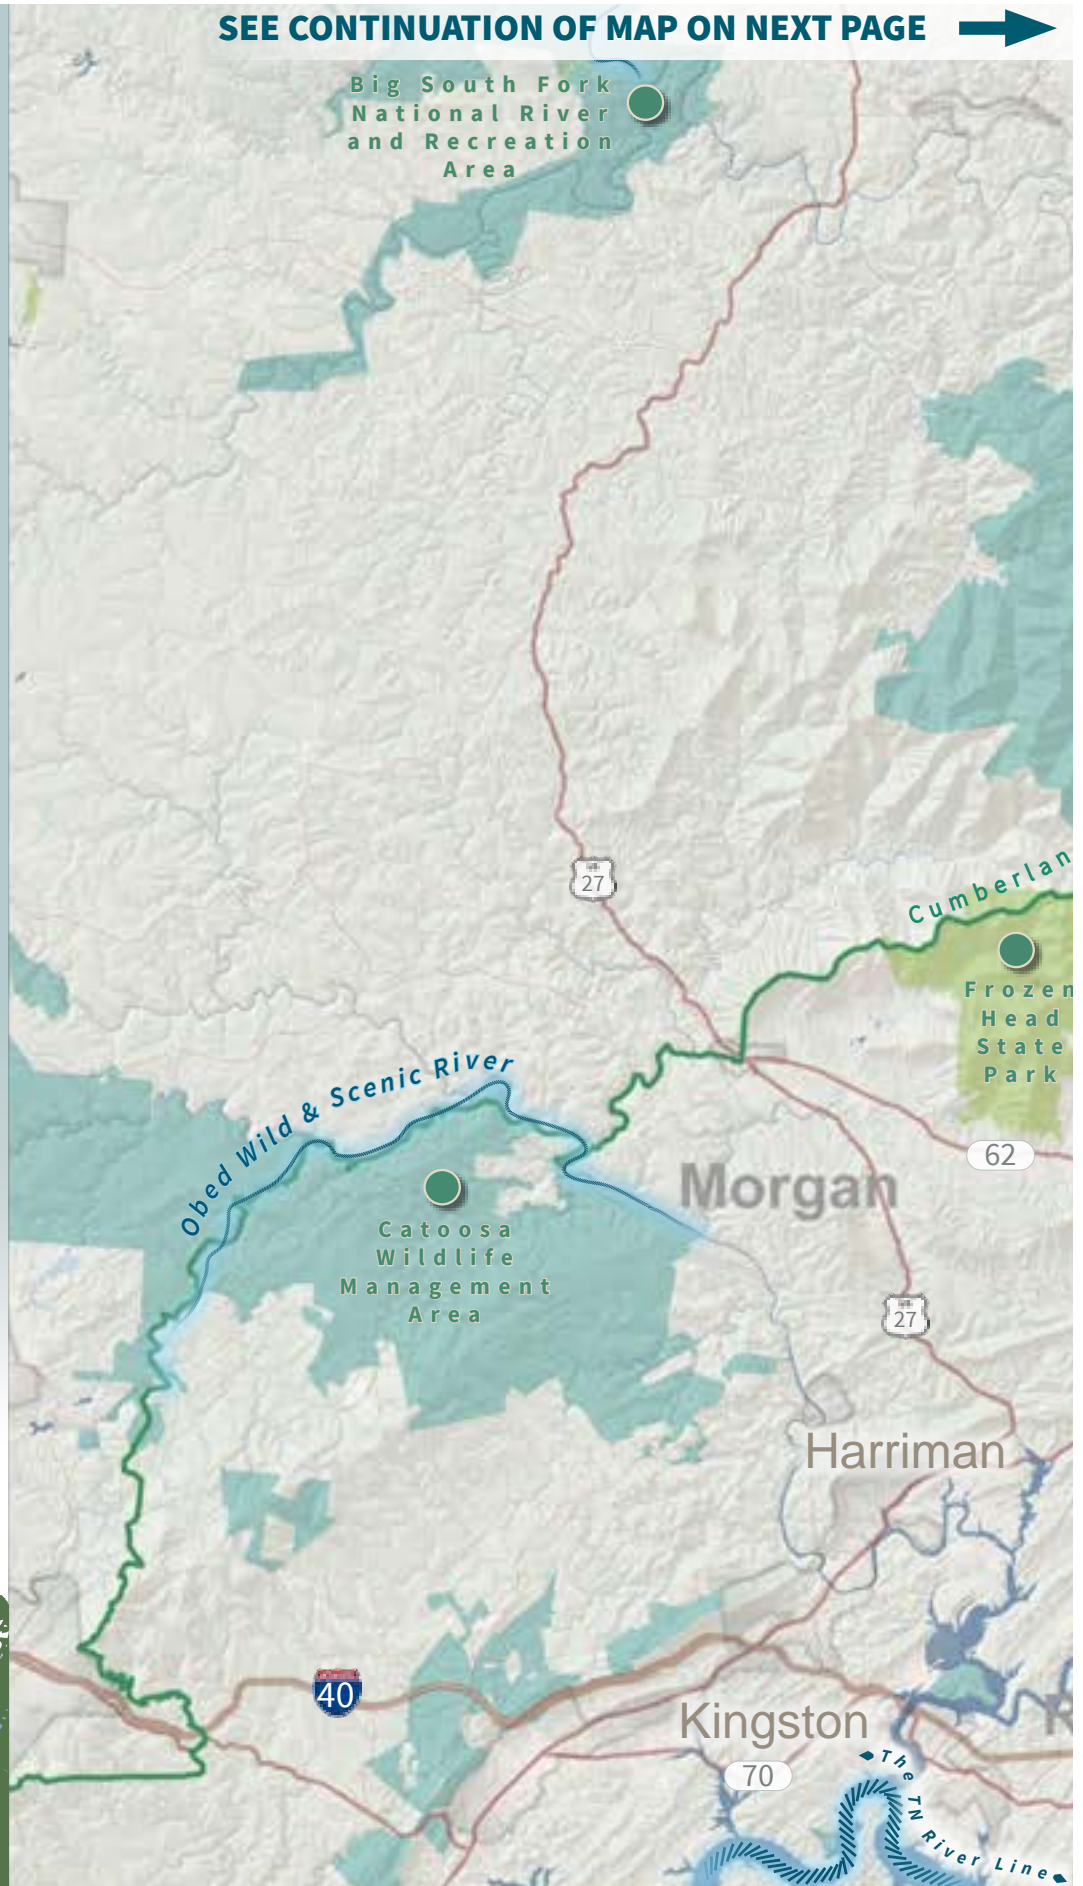 SEE CONTINUATION OF MAP ON NEXT PAGE
Big South Fork
National River
and Recreation
Area
27
Cumberlan
Frozen
Head
State
Park
Obed Wild & Scenic River
62
Morgan
Catoosa
Wildlife
Management
Area
27
Harriman
40
Kingston
R
70
The TN River Line